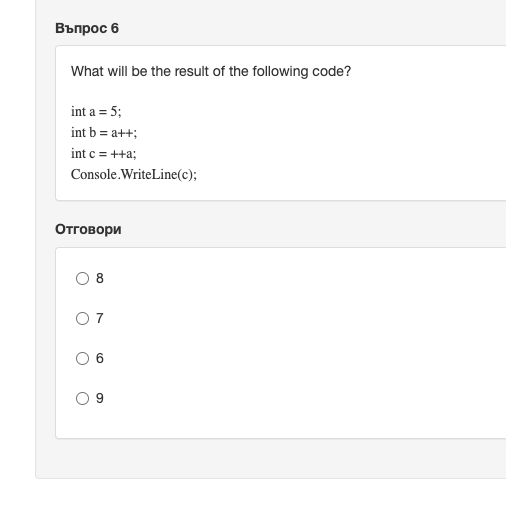 Въпрос 6
What will be the result of the following code?
int a = 5;
int b = a++;
int c = ++a;
Console.WriteLine(c);
Отговори
8
7
6
9